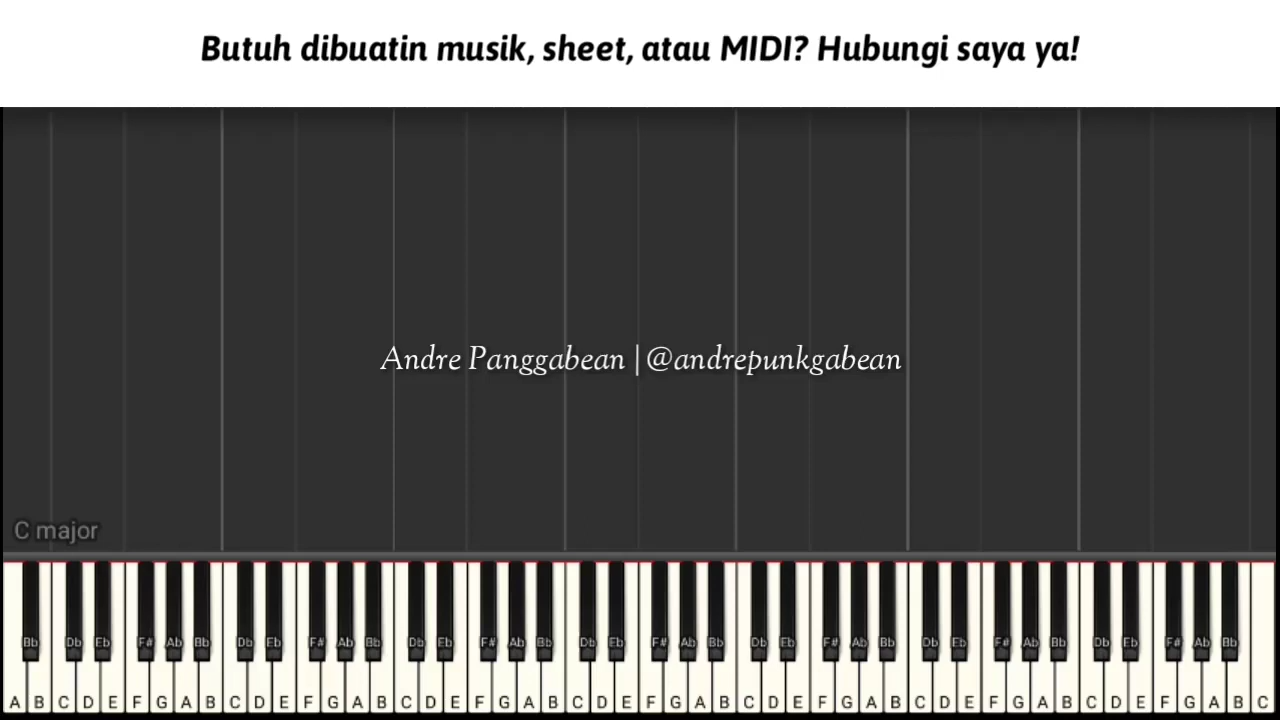 Butuh dibuatin musik, sheet, atau MIDI? Hubungi saya ya!
Andre Panggabean | @andrepunkgabean
C major
Bb Db Eb F# Ab Bb Db Eb F# Ab Bb Db Eb F# Ab Bb Db Eb F# Ab Bb Db Eb F# Ab Bb Db Eb F# Ab Bb Db Eb F# Ab Bb
A B C D E F G A B C D E F G A B C D E F G A B C D E F G A B C D E F G A B C D E F G A B C D E F G A B C